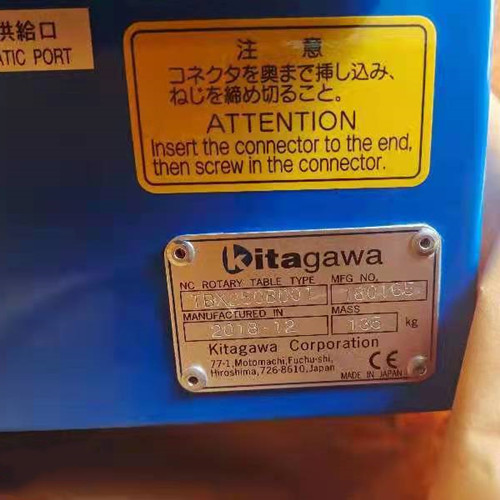 供給口
ATIC PORT
注 意
コネクタを奥まで挿し込み、
ねじを締め切ること。
ATTENTION
Insert the connector to the end,
then screw in the connector.
Kitagawa
NC ROTARY TABLE TYPE MFG NO.
180165
MANUFACTURED IN MASS
2018-12 kg
Kitagawa Corporation
77-1,Motomachi,Fuchu-shi,
Hiroshima,726-8610,Japan
CE
MADE IN JAPAN